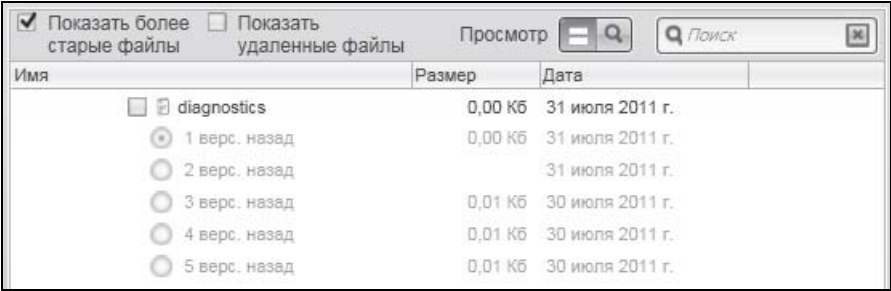 Показать более старые файлы Показать удаленные файлы Просмотр Поиск
Имя Размер Дата
diagnostics 0,00 Кб 31 июля 2011 г.
1 верс. назад 0,00 Кб 31 июля 2011 г.
2 верс. назад 31 июля 2011 г.
3 верс. назад 0,01 Кб 30 июля 2011 г.
4 верс. назад 0,01 Кб 30 июля 2011 г.
5 верс. назад 0,01 Кб 30 июля 2011 г.